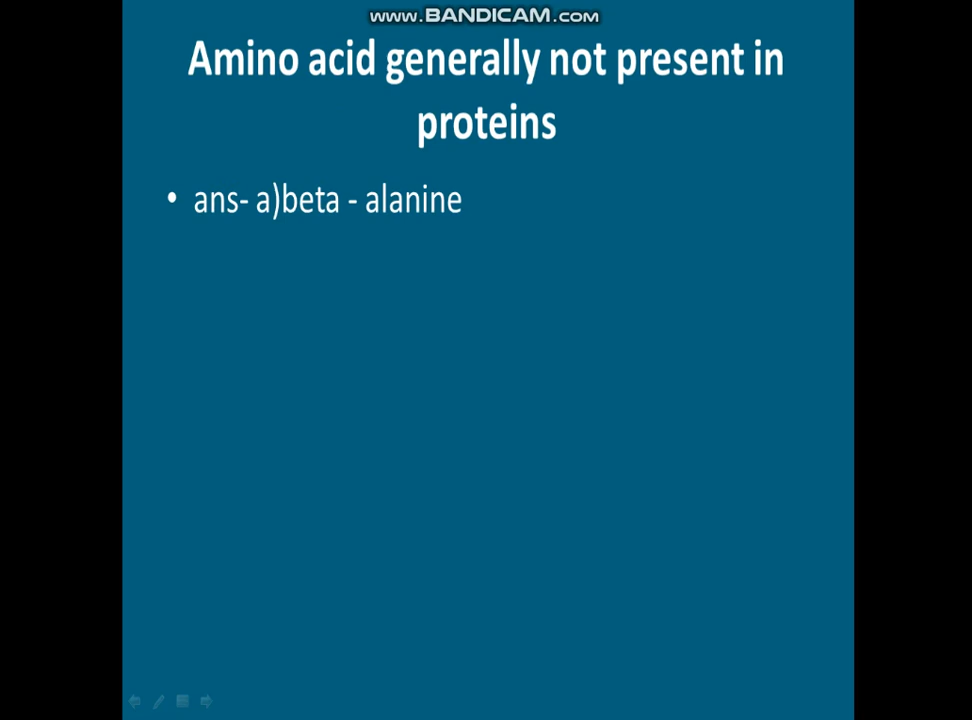 www.BANDICAM.com
Amino acid generally not present in
proteins
• ans- a)beta - alanine